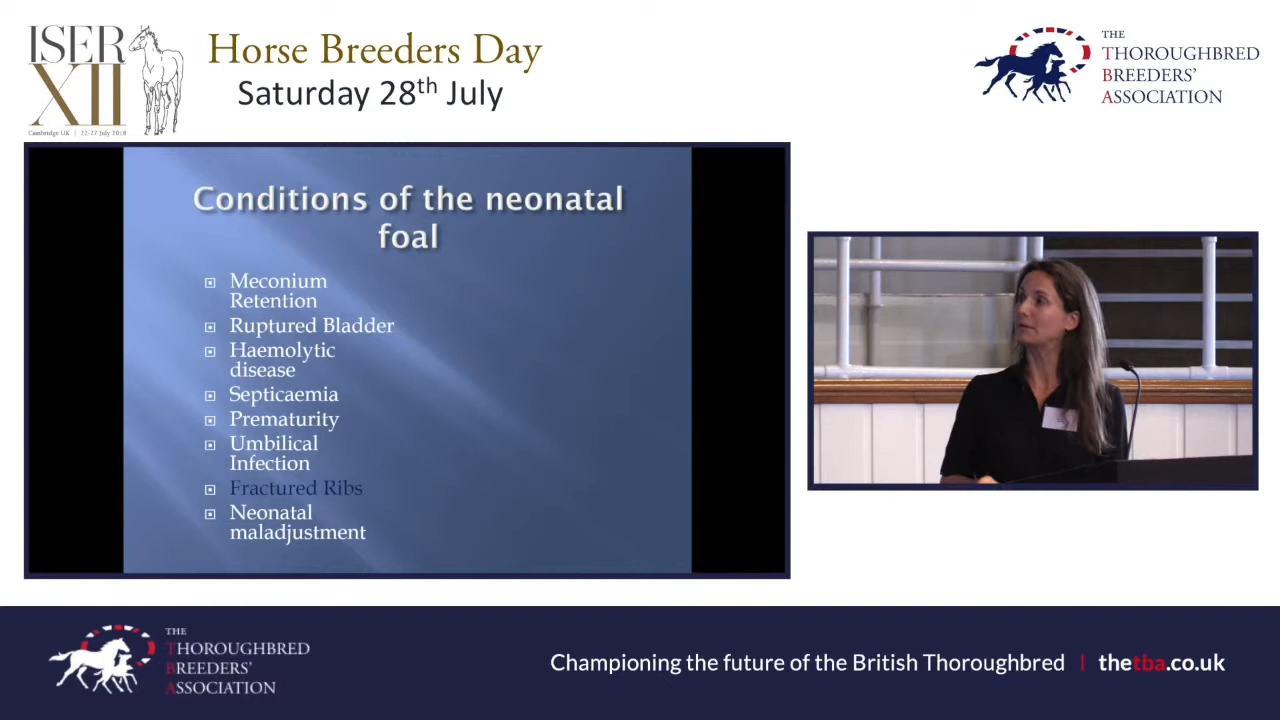 ISER
XII
Cambridge UK | 22-27 July 2018
Horse Breeders Day
Saturday 28th July
THE
THOROUGHBRED
BREEDERS'
ASSOCIATION
Conditions of the neonatal
foal
Meconium
Retention
Ruptured Bladder
Haemolytic
disease
Septicaemia
Prematurity
Umbilical
Infection
Fractured Ribs
Neonatal
maladjustment
THE
THOROUGHBRED
BREEDERS'
ASSOCIATION
Championing the future of the British Thoroughbred | thetba.co.uk